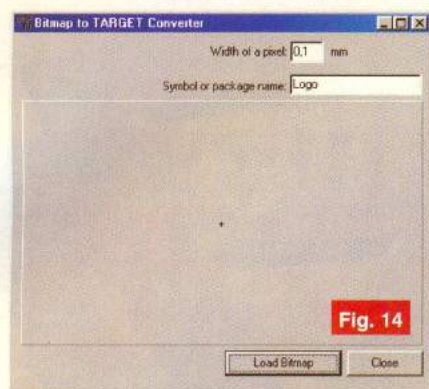 Bitmap to TARGET Converter
Width of a pixel: 0,1 mm
Symbol or package name: Logo
Fig. 14
Load Bitmap Close